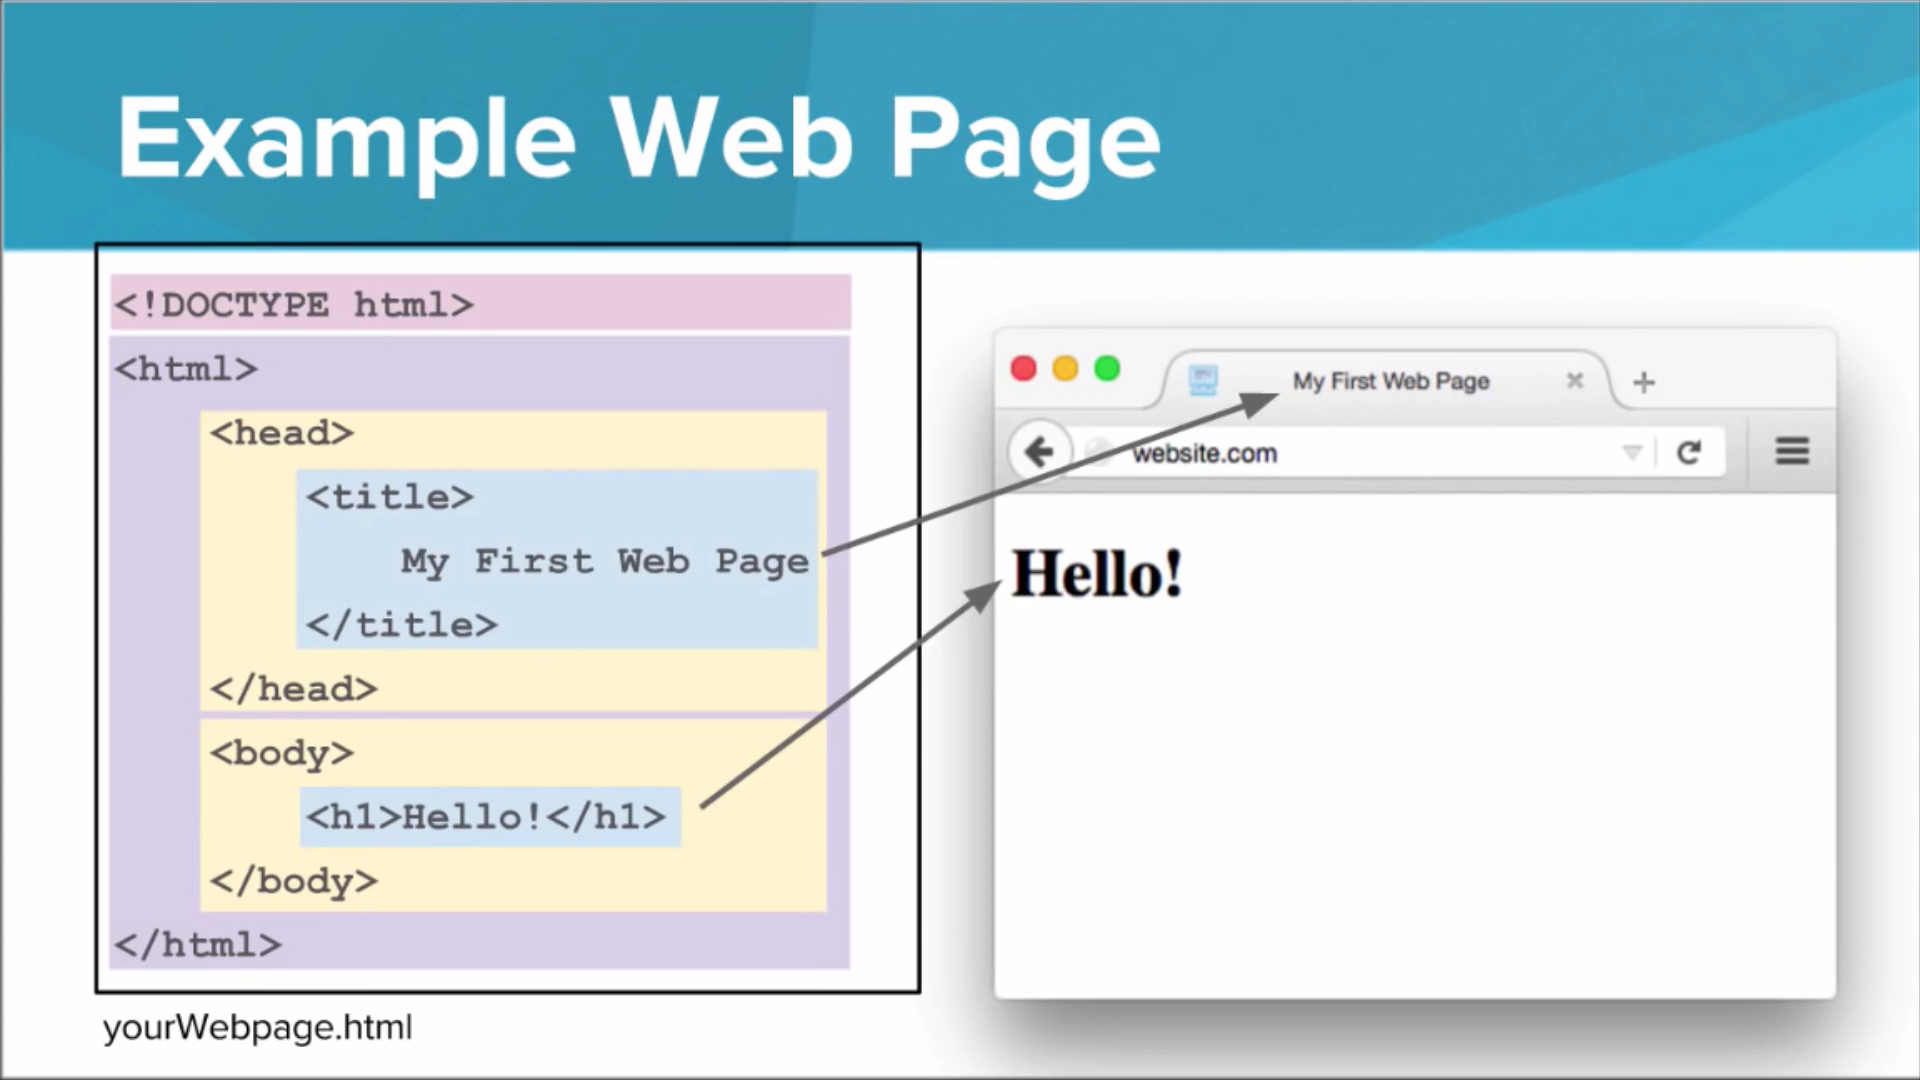 Example Web Page
<!DOCTYPE html>
<html>
<head>
<title>
My First Web Page
</title>
</head>
<body>
<h1>Hello!</h1>
</body>
</html>
yourWebpage.html
My First Web Page
website.com
Hello!